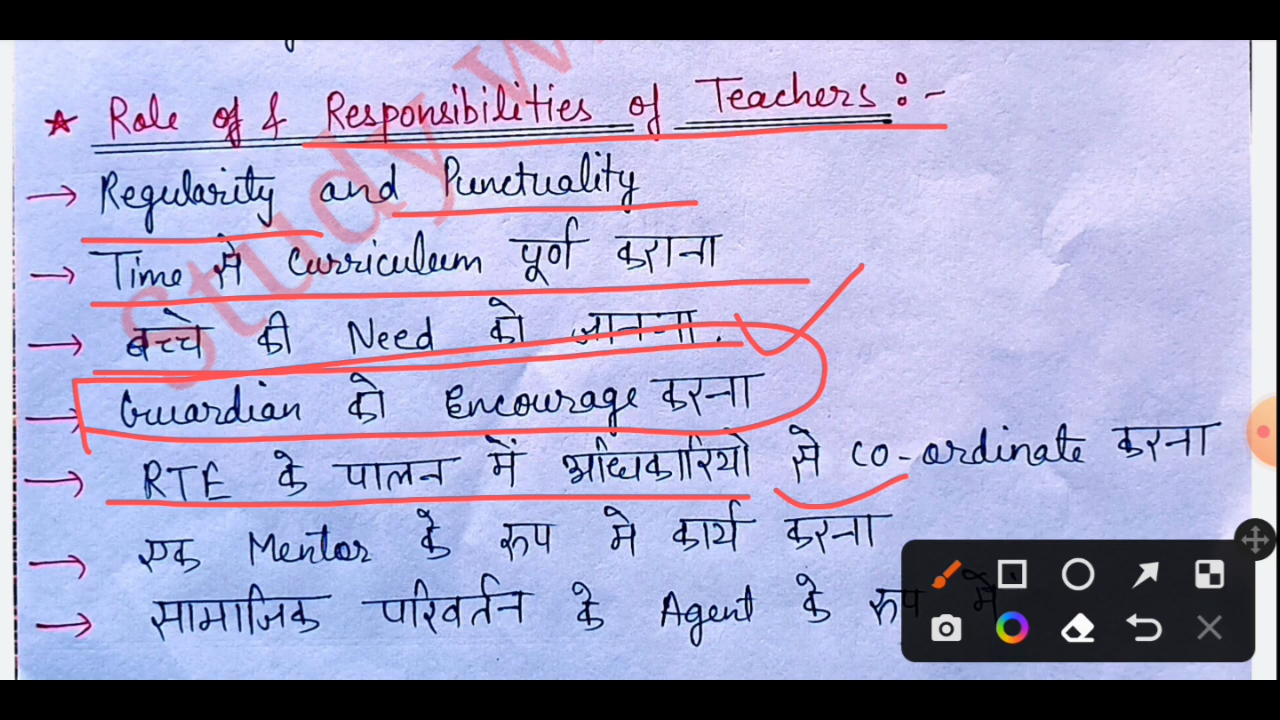 ★ Role of & Responsibilities of Teachers :-
→ Regularity and Punctuality
→ Time से Curriculum पूर्ण कराना
→ बच्चे की Need को जानना.
→ Guardian को Encourage करना
→ RTE के पालन में अधिकारियो से co-ordinate करना
→ एक Mentor के रुप मे कार्य करना
→ सामाजिक परिवर्तन के Agent के रुप में
Study